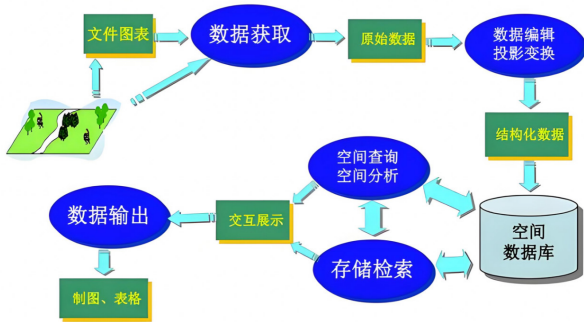 文件图表
数据获取
原始数据
数据编辑
投影变换
结构化数据
空间查询
空间分析
数据输出
交互展示
空间
数据库
存储检索
制图、表格